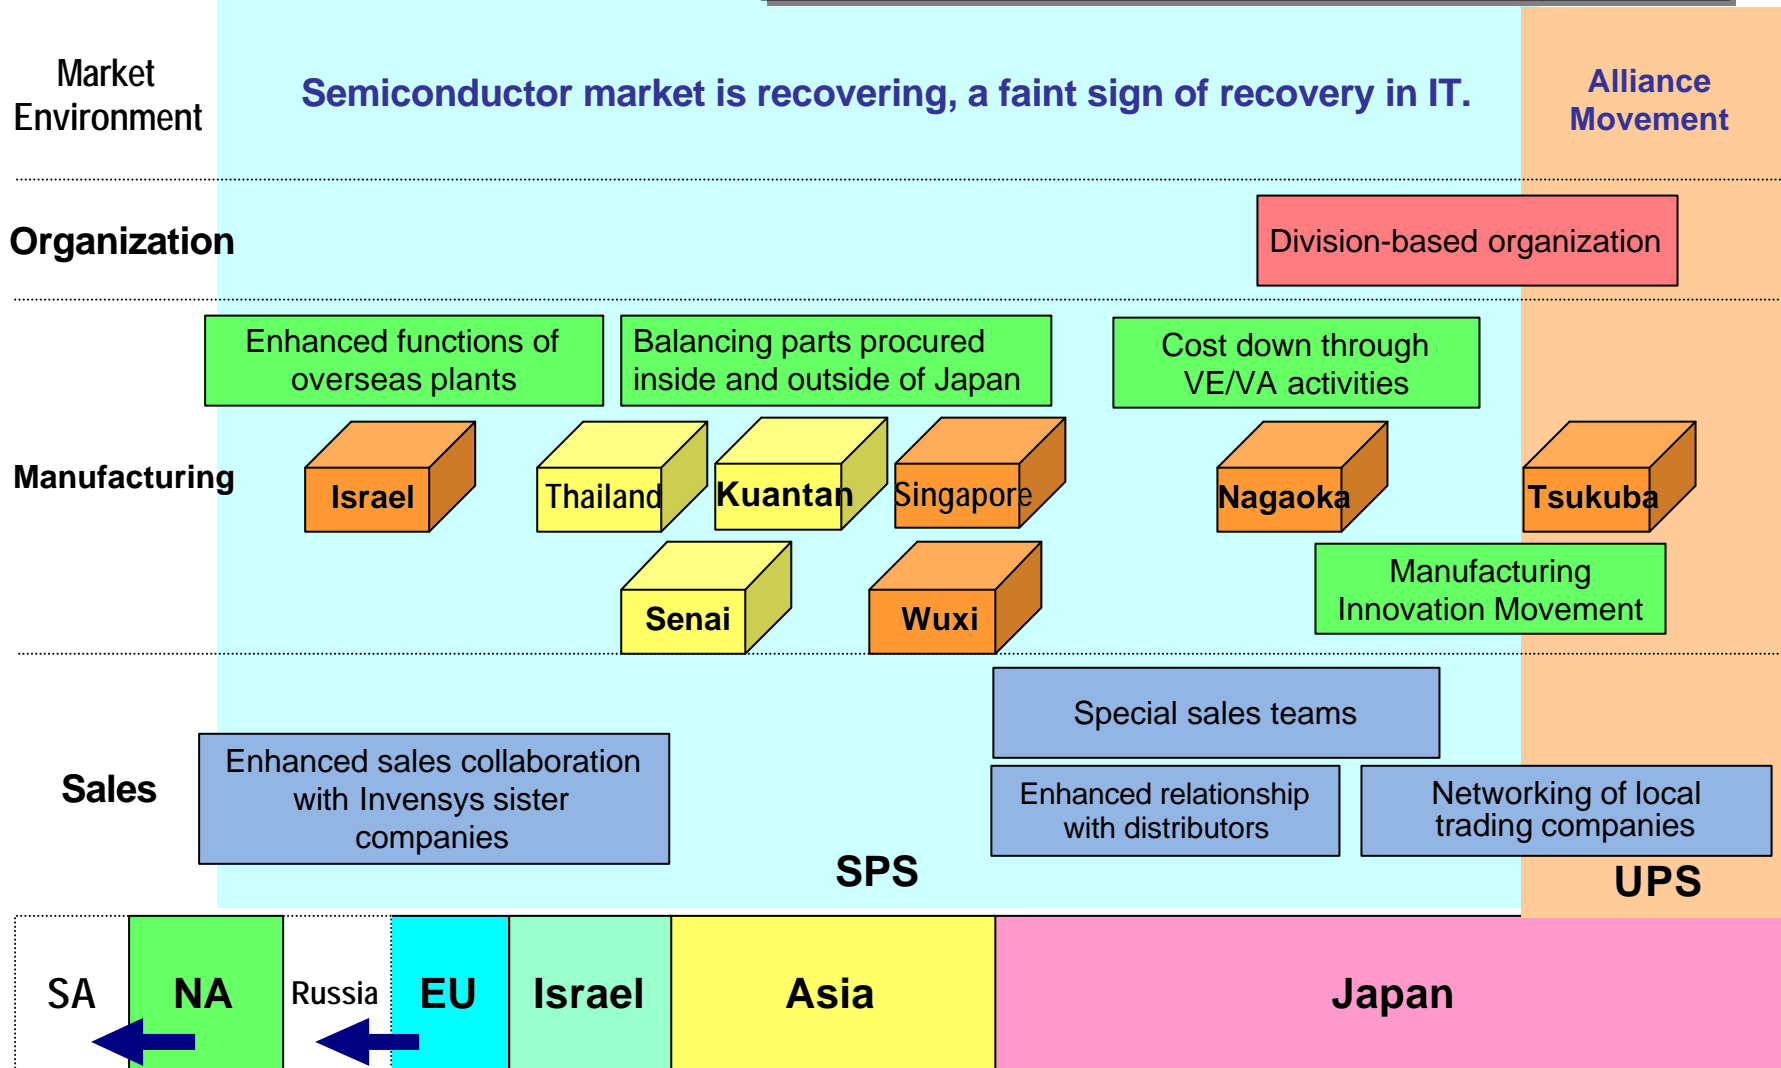 Market
Environment
Semiconductor market is recovering, a faint sign of recovery in IT.
Alliance
Movement
Organization
Division-based organization
Enhanced functions of
overseas plants
Balancing parts procured
inside and outside of Japan
Cost down through
VE/VA activities
Manufacturing
Israel
Thailand
Kuantan
Singapore
Nagaoka
Tsukuba
Senai
Wuxi
Manufacturing
Innovation Movement
Sales
Enhanced sales collaboration
with Invensys sister
companies
Special sales teams
Enhanced relationship
with distributors
Networking of local
trading companies
SPS
UPS
SA
NA
Russia
EU
Israel
Asia
Japan